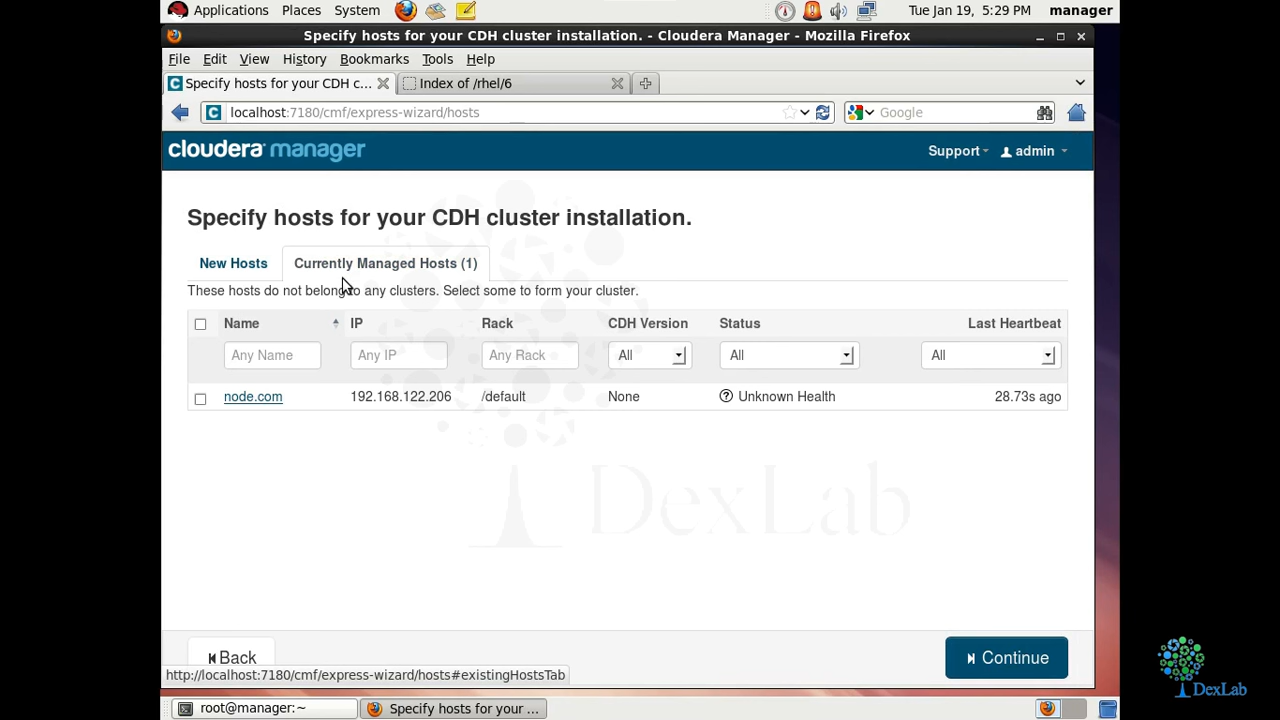 Applications Places System Tue Jan 19, 5:29 PM manager
Specify hosts for your CDH cluster installation. - Cloudera Manager - Mozilla Firefox
File Edit View History Bookmarks Tools Help
Specify hosts for your CDH c... Index of /rhel/6
localhost:7180/cmf/express-wizard/hosts Google
cloudera manager Support admin
Specify hosts for your CDH cluster installation.
New Hosts Currently Managed Hosts (1)
These hosts do not belong to any clusters. Select some to form your cluster.
Name IP Rack CDH Version Status Last Heartbeat
Any Name Any IP Any Rack All All All
node.com 192.168.122.206 /default None Unknown Health 28.73s ago
DexLab
Back Continue
http://localhost:7180/cmf/express-wizard/hosts#existingHostsTab
root@manager:~ Specify hosts for your ...
DexLab